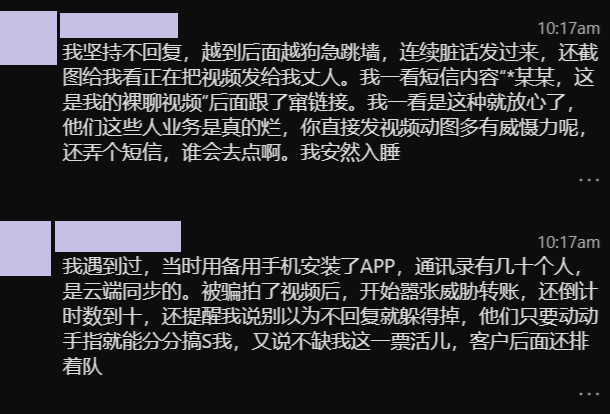 10:17am
我坚持不回复，越到后面越狗急跳墙，连续脏话发过来，还截
图给我看正在把视频发给我丈人。我一看短信内容“*某某，这
是我的裸聊视频”后面跟了窜链接。我一看是这种就放心了，
他们这些人业务是真的烂，你直接发视频动图多有威慑力呢，
还弄个短信，谁会去点啊。我安然入睡
...
10:17am
我遇到过，当时用备用手机安装了APP，通讯录有几十个人，
是云端同步的。被骗拍了视频后，开始嚣张威胁转账，还倒计
时数到十，还提醒我说别以为不回复就躲得掉，他们只要动动
手指就能分分搞S我，又说不缺我这一票活儿，客户后面还排
着队
...